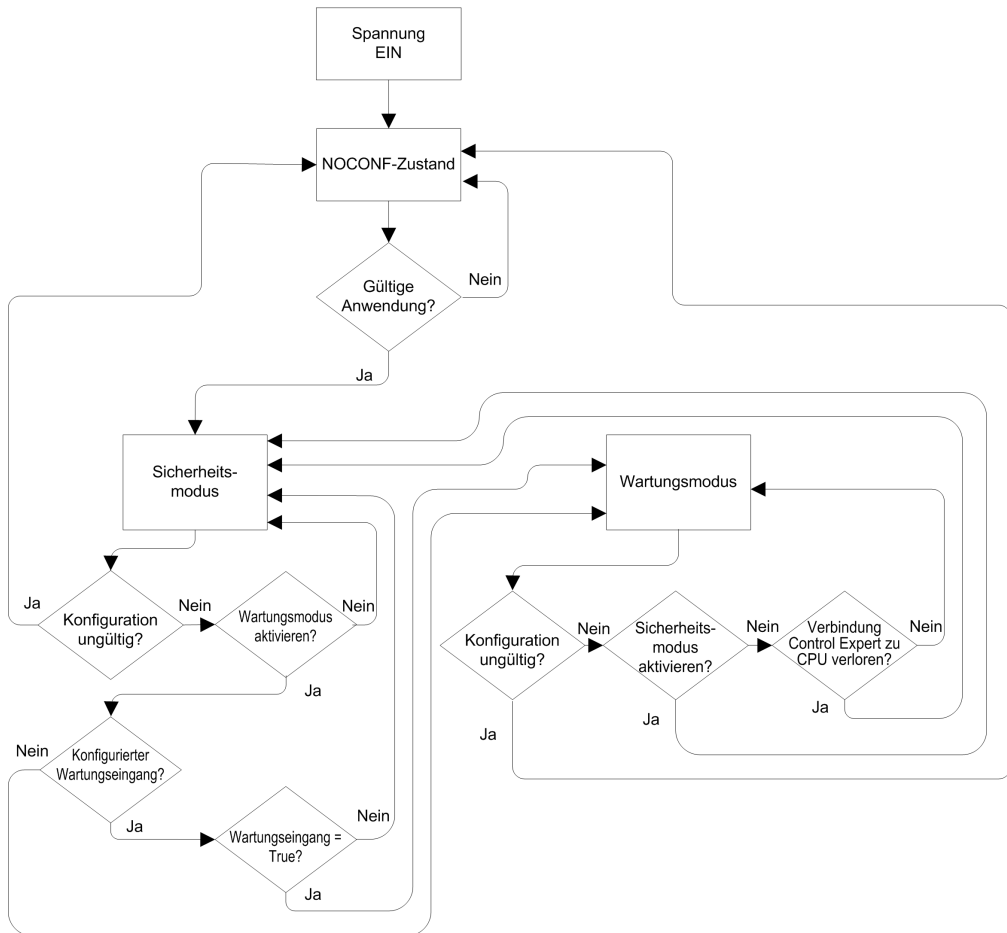 Spannung
EIN
NOCONF-Zustand
Gültige
Anwendung?
Nein
Ja
Sicherheits-
modus
Wartungsmodus
Ja
Konfiguration
ungültig?
Nein
Wartungsmodus
aktivieren?
Nein
Ja
Konfiguration
ungültig?
Nein
Sicherheits-
modus
aktivieren?
Nein
Verbindung
Control Expert zu
CPU verloren?
Nein
Ja
Ja
Ja
Nein
Konfigurierter
Wartungseingang?
Ja
Wartungseingang =
True?
Nein
Ja